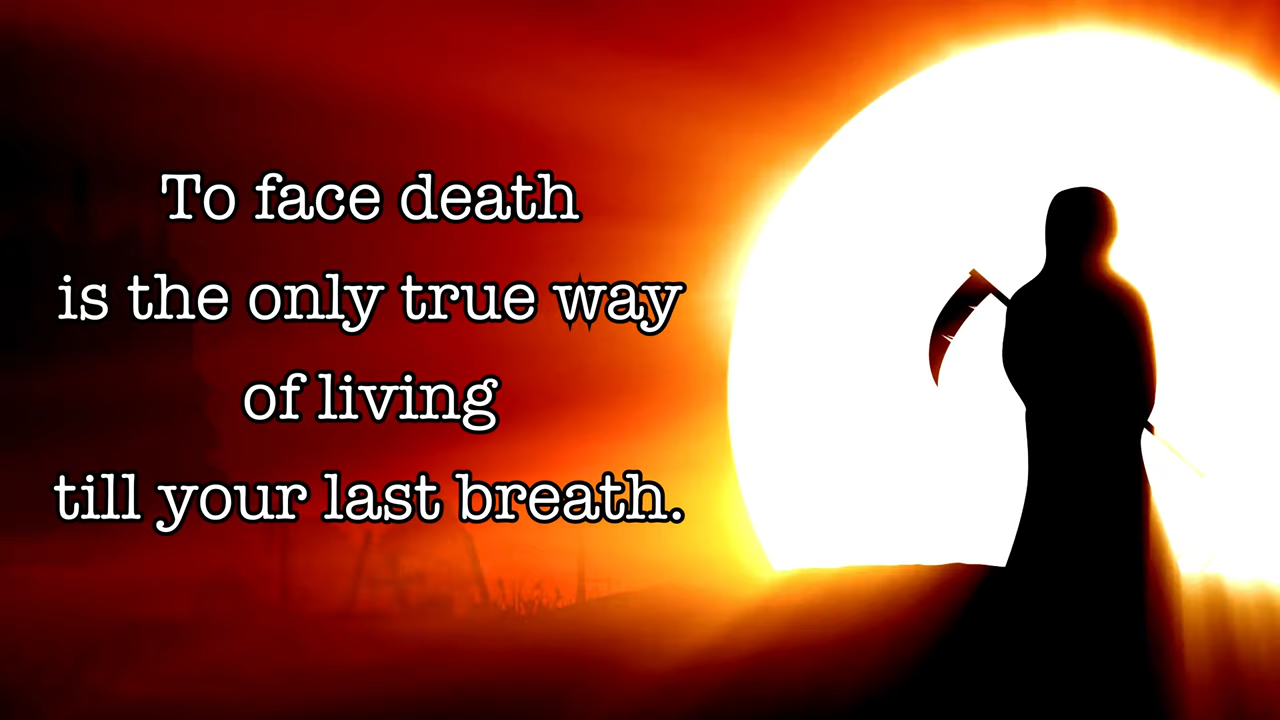 To face death
is the only true way
of living
till your last breath.